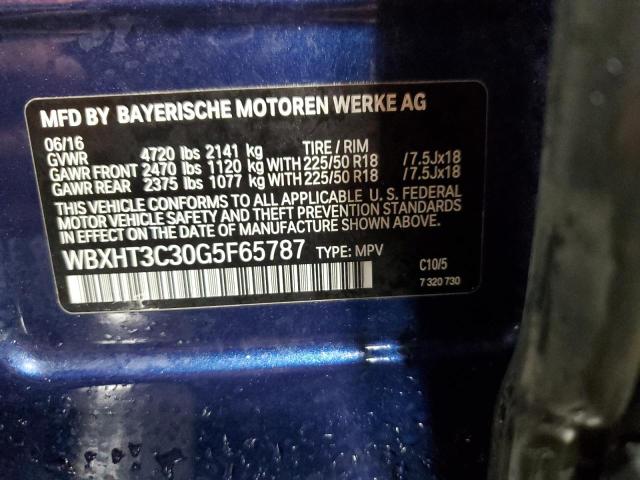 MFD BY BAYERISCHE MOTOREN WERKE AG
06/16 TIRE / RIM
GVWR 4720 lbs 2141 kg
GAWR FRONT 2470 lbs 1120 kg WITH 225/50 R18 /7.5Jx18
GAWR REAR 2375 lbs 1077 kg WITH 225/50 R18 /7.5Jx18
THIS VEHICLE CONFORMS TO ALL APPLICABLE U. S. FEDERAL
MOTOR VEHICLE SAFETY AND THEFT PREVENTION STANDARDS
IN EFFECT ON THE DATE OF MANUFACTURE SHOWN ABOVE.
WBXHT3C30G5F65787 TYPE: MPV
C10/5
7 320 730